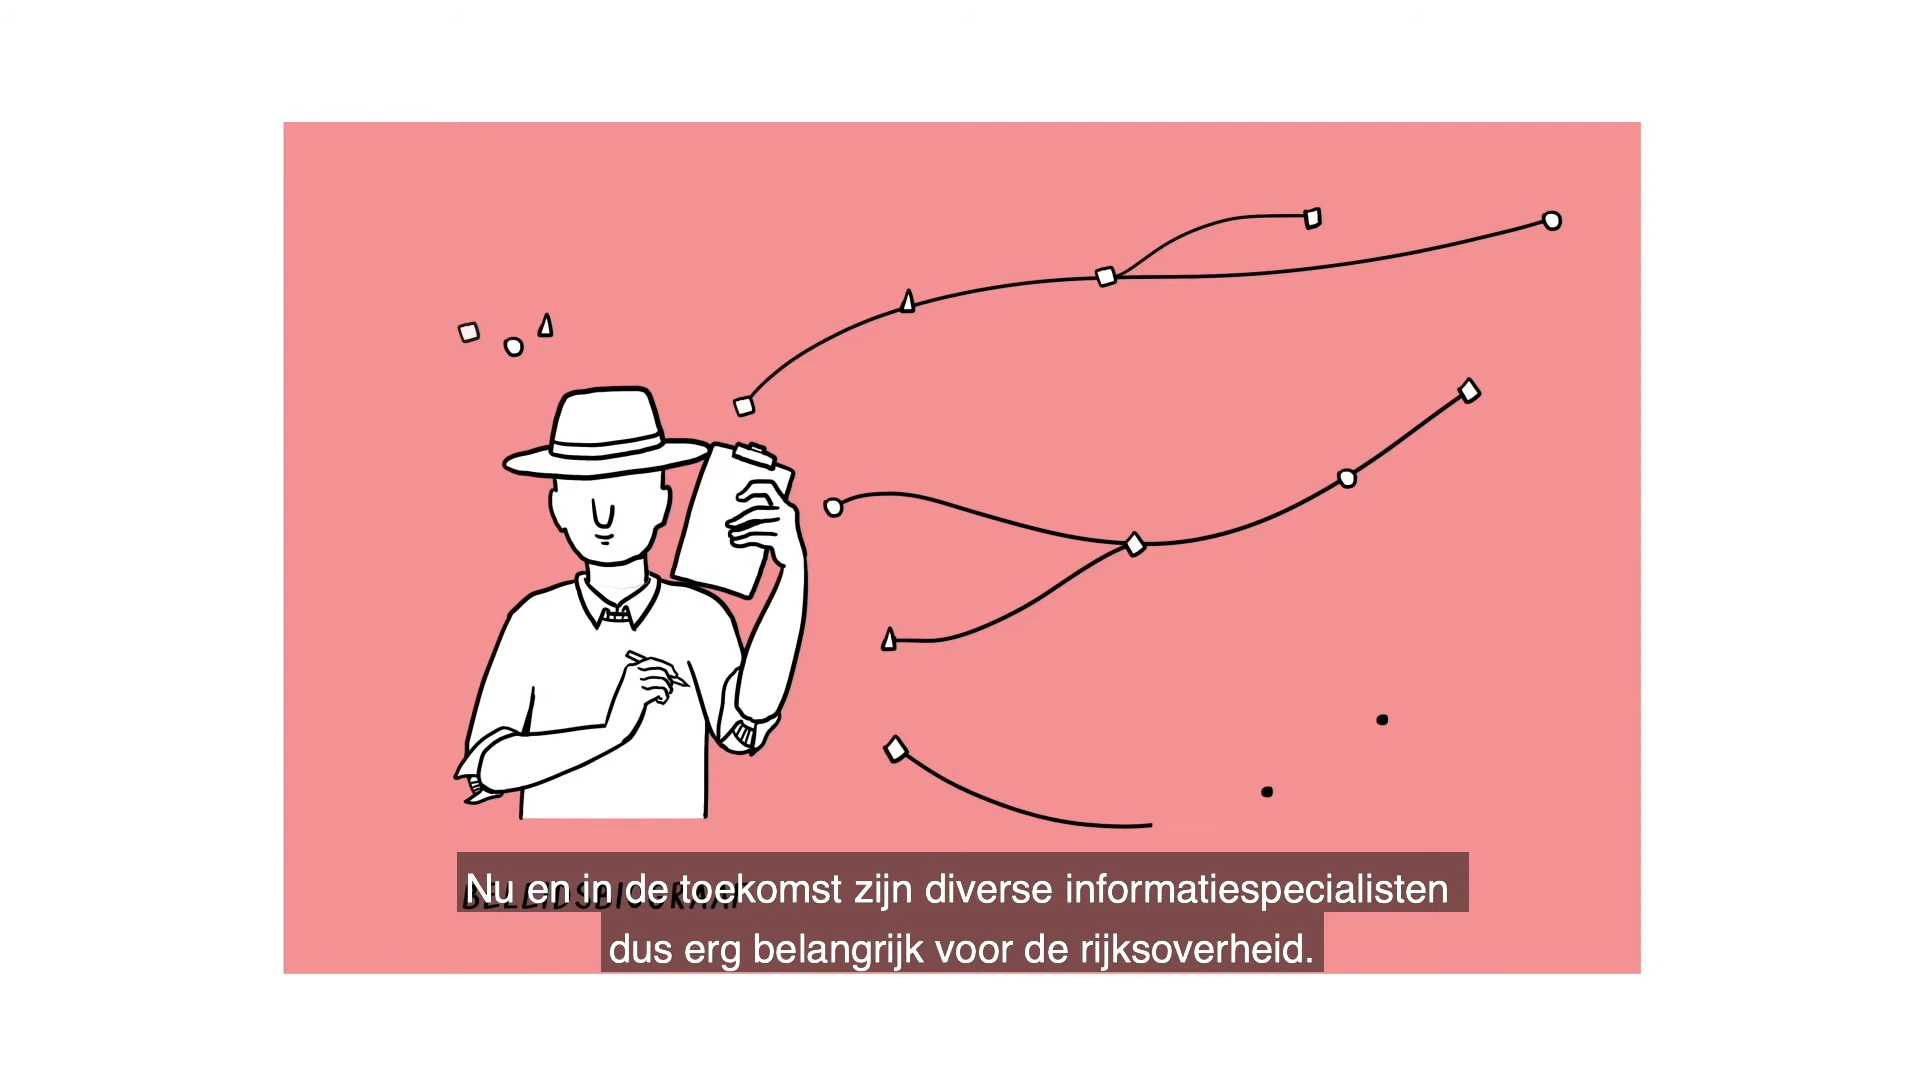 Nu en in de toekomst zijn diverse informatiespecialisten
dus erg belangrijk voor de rijksoverheid.